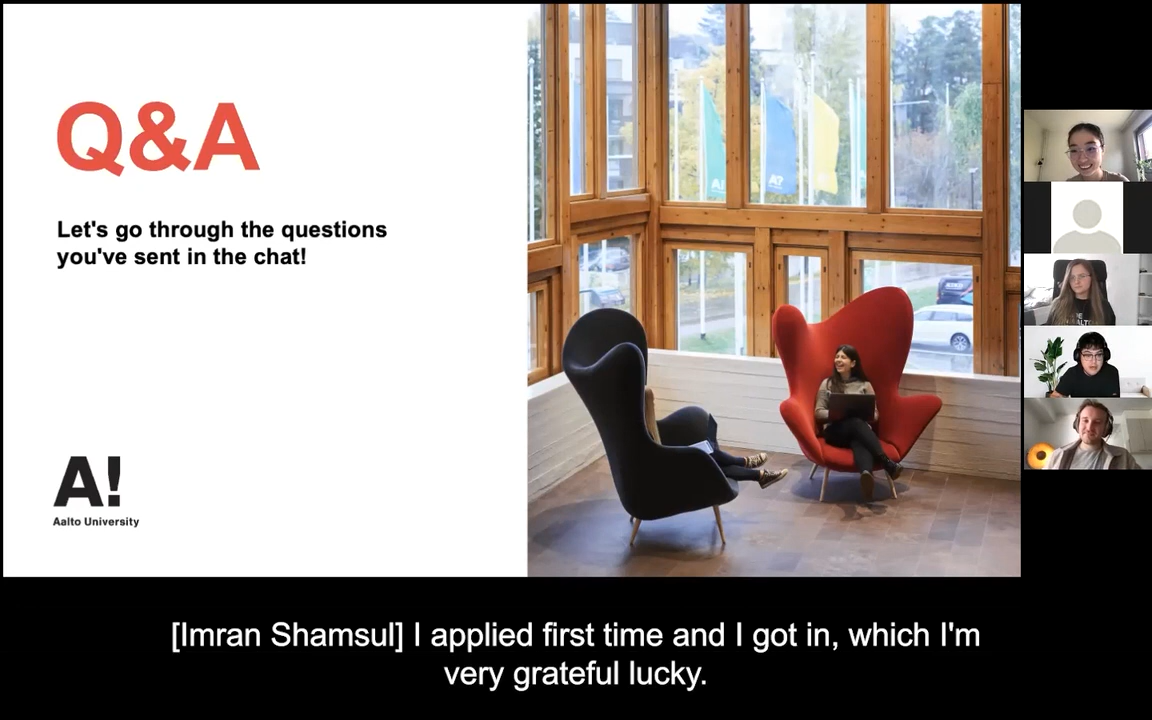 Q&A
Let's go through the questions
you've sent in the chat!
A!
Aalto University
[Imran Shamsul] I applied first time and I got in, which I'm
very grateful lucky.